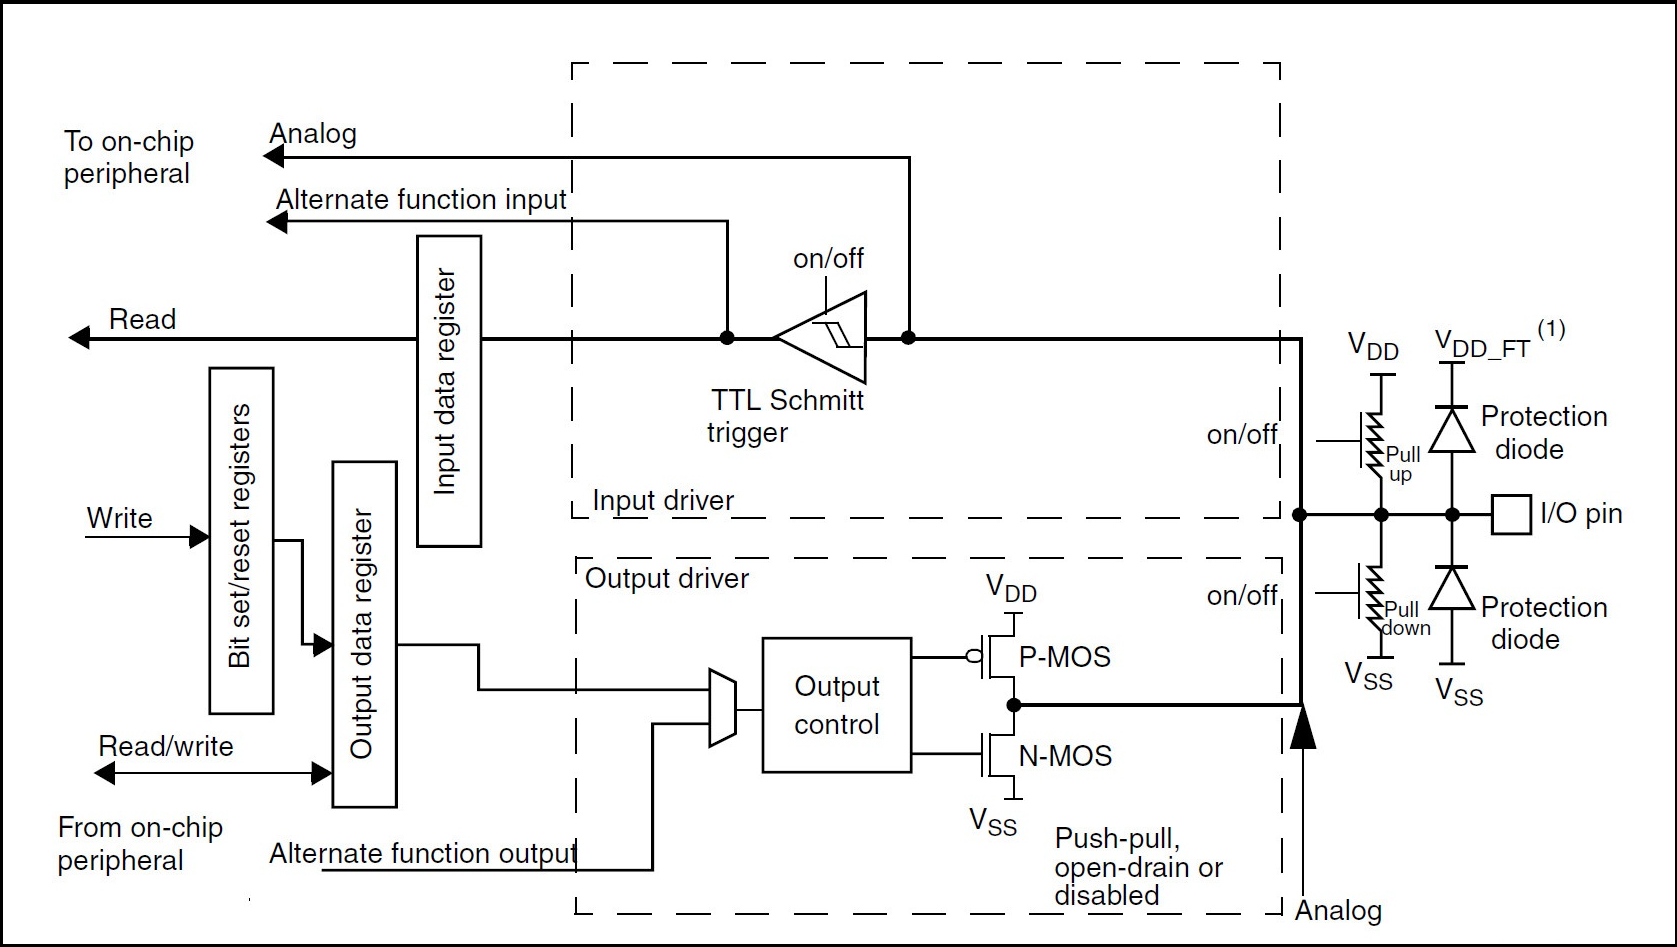 To on-chip
peripheral
Analog
Alternate function input
on/off
Read
Input data register
TTL Schmitt
trigger
Input driver
on/off
VDD
VDD_FT (1)
Pull
up
Protection
diode
I/O pin
Write
Bit set/reset registers
Output data register
Output driver
on/off
VDD
Pull
down
Protection
diode
VSS
VSS
P-MOS
Output
control
N-MOS
VSS
Read/write
From on-chip
peripheral
Alternate function output
Push-pull,
open-drain or
disabled
Analog